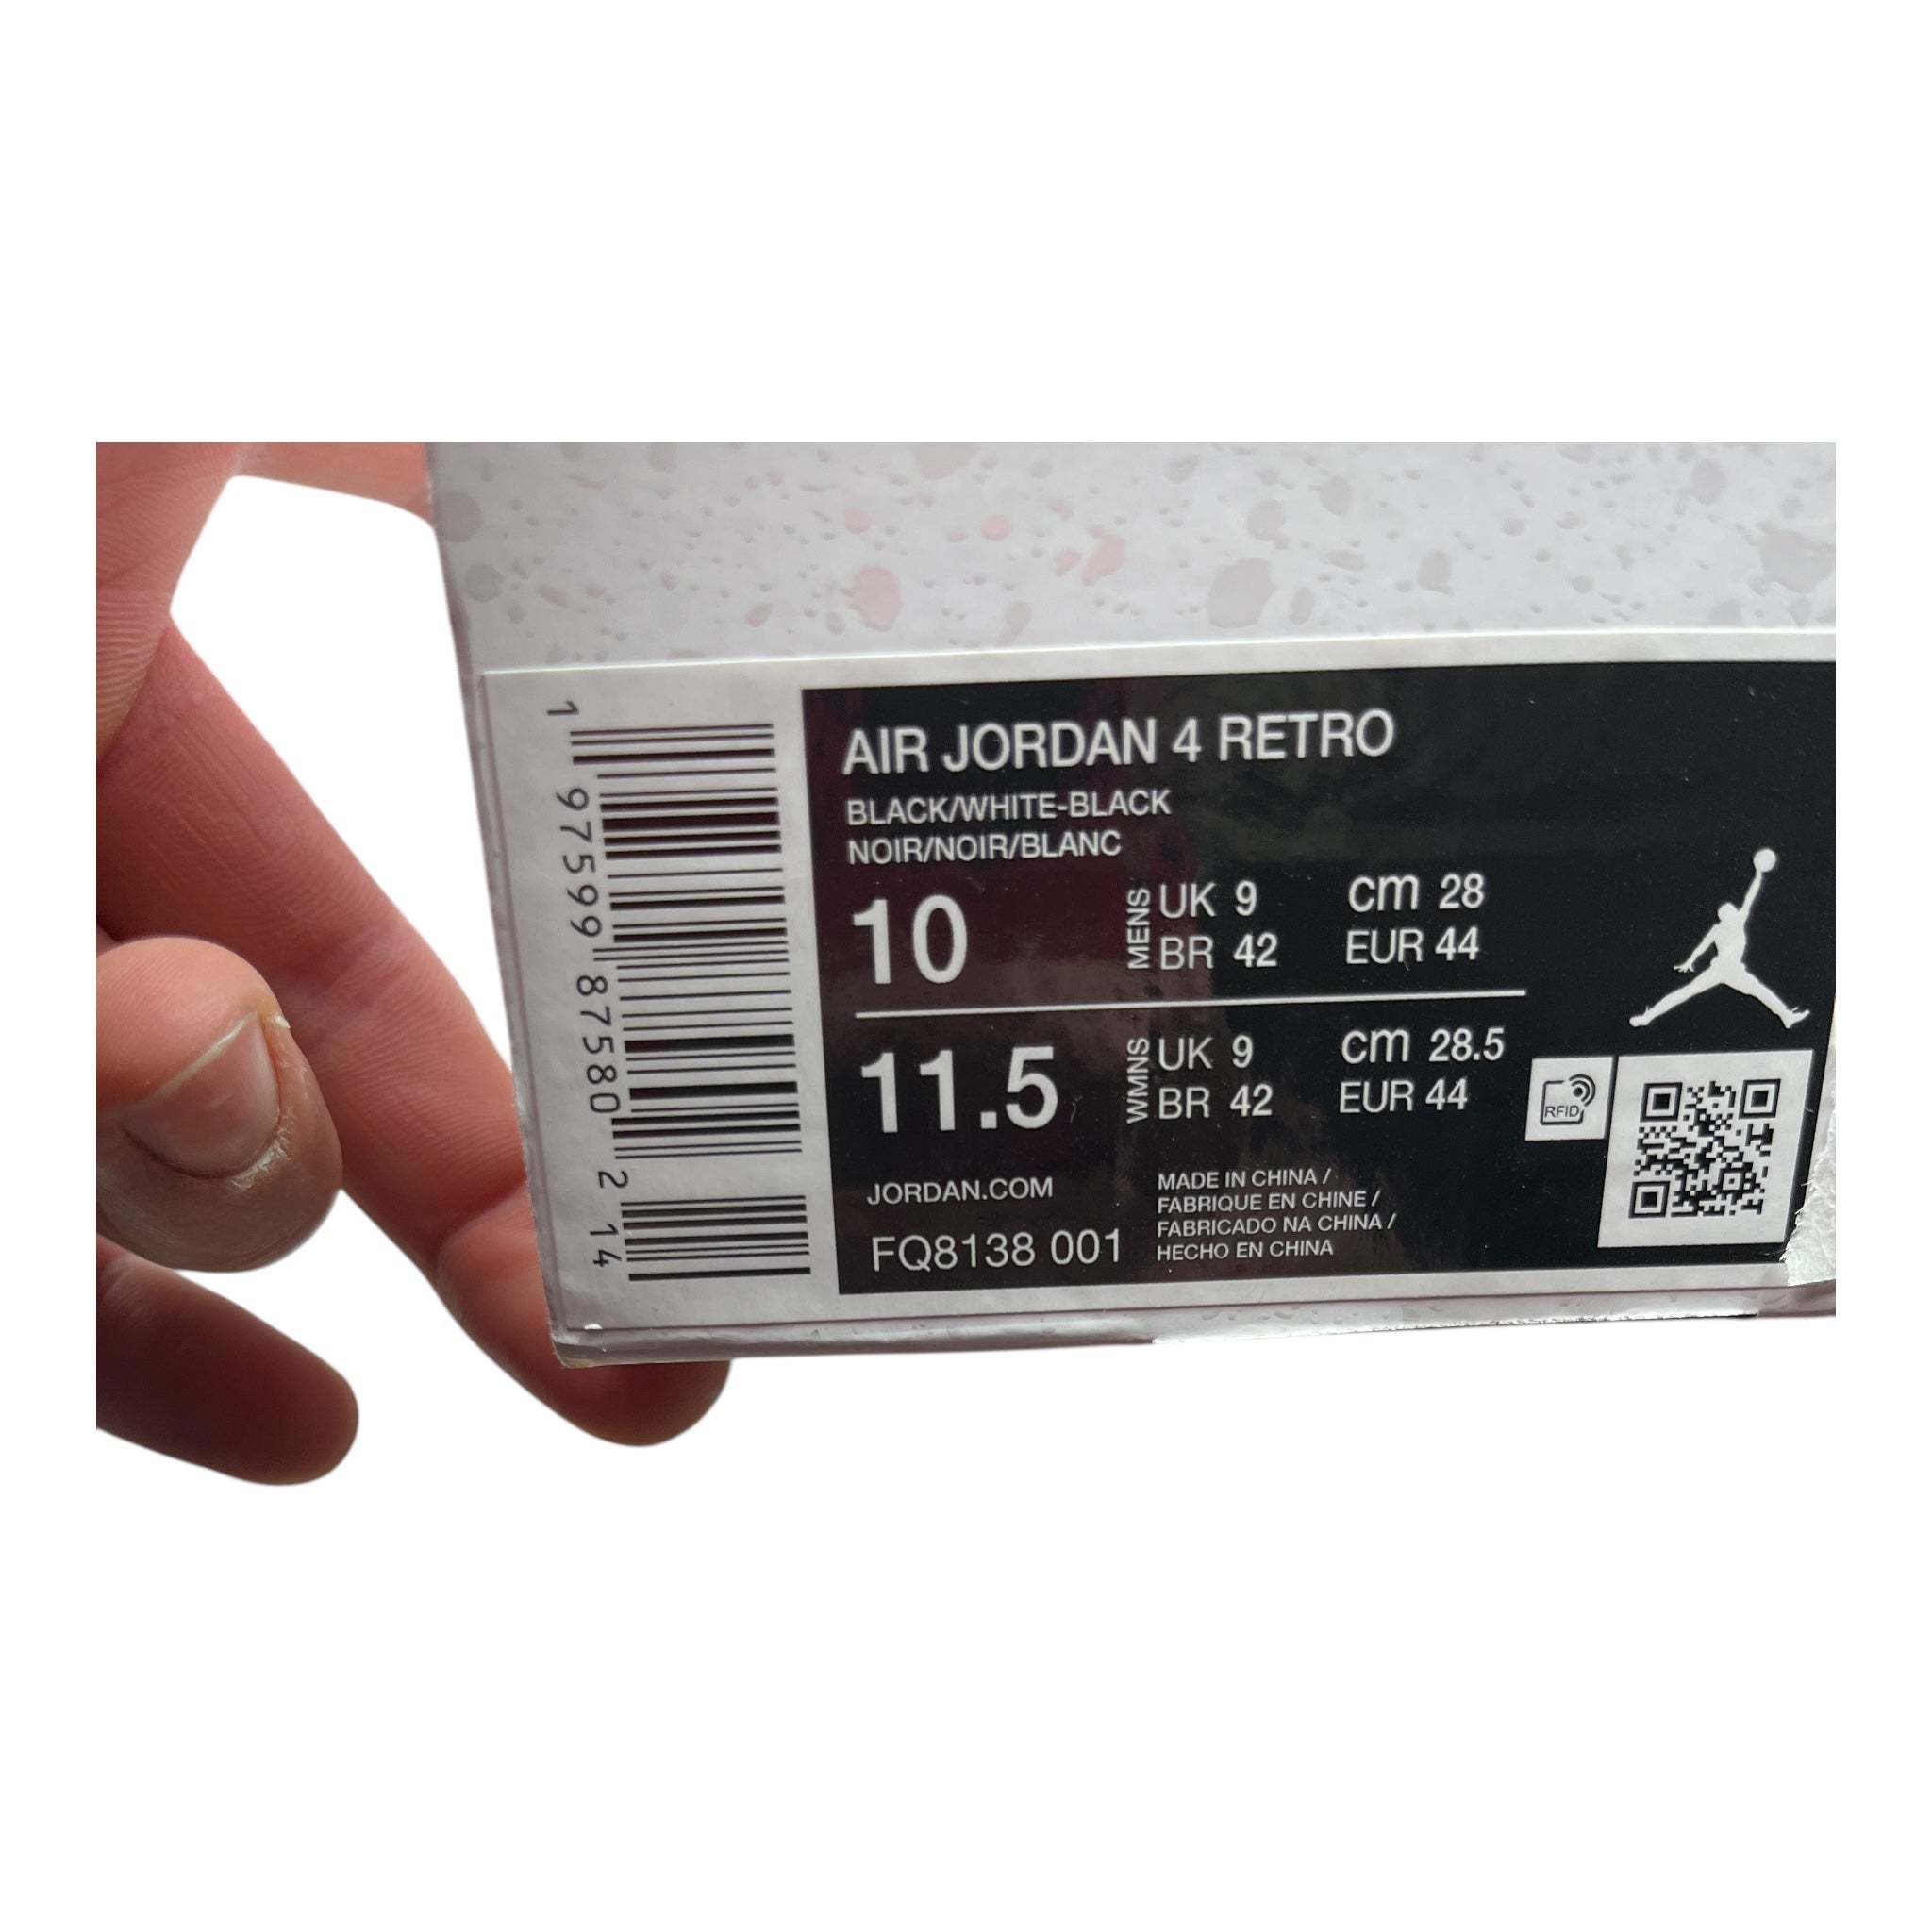 AIR JORDAN 4 RETRO
BLACK/WHITE-BLACK
NOIR/NOIR/BLANC
10
MENS
UK 9 cm 28
BR 42 EUR 44
11.5
WMNS
UK 9 cm 28.5
BR 42 EUR 44
JORDAN.COM
FQ8138 001
MADE IN CHINA /
FABRIQUE EN CHINE /
FABRICADO NA CHINA /
HECHO EN CHINA
RFID
1 97599 87580 2 14